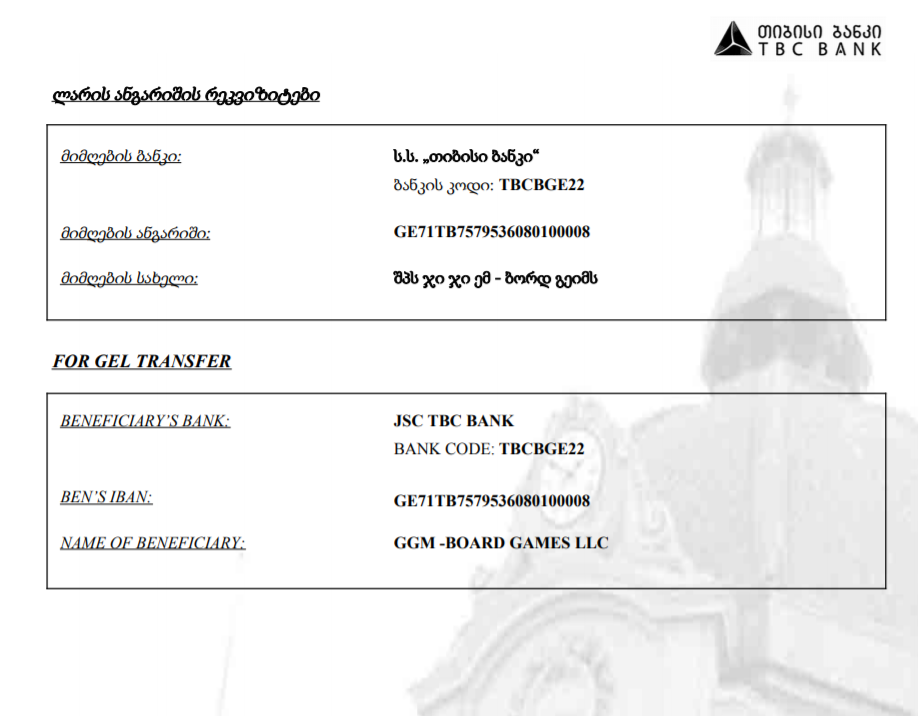 თიბისი ბანკი
TBC BANK
ლარის ანგარიშის რეკვიზიტები
მიმღების ბანკი: ს.ს. „თიბისი ბანკი“
ბანკის კოდი: TBCBGE22
მიმღების ანგარიში: GE71TB7579536080100008
მიმღების სახელი: შპს ჯი ჯი ემ - ბორდ გეიმს
FOR GEL TRANSFER
BENEFICIARY’S BANK: JSC TBC BANK
BANK CODE: TBCBGE22
BEN’S IBAN: GE71TB7579536080100008
NAME OF BENEFICIARY: GGM -BOARD GAMES LLC